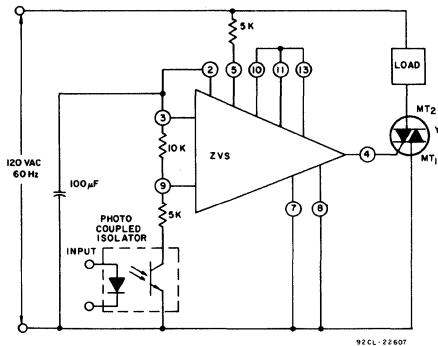 5K
2
5
10
11
13
LOAD
MT2
Y
3
10K
ZVS
4
MT1
120 VAC
60 Hz
100μF
9
7
8
5K
PHOTO
COUPLED
ISOLATOR
INPUT
92CL-22607